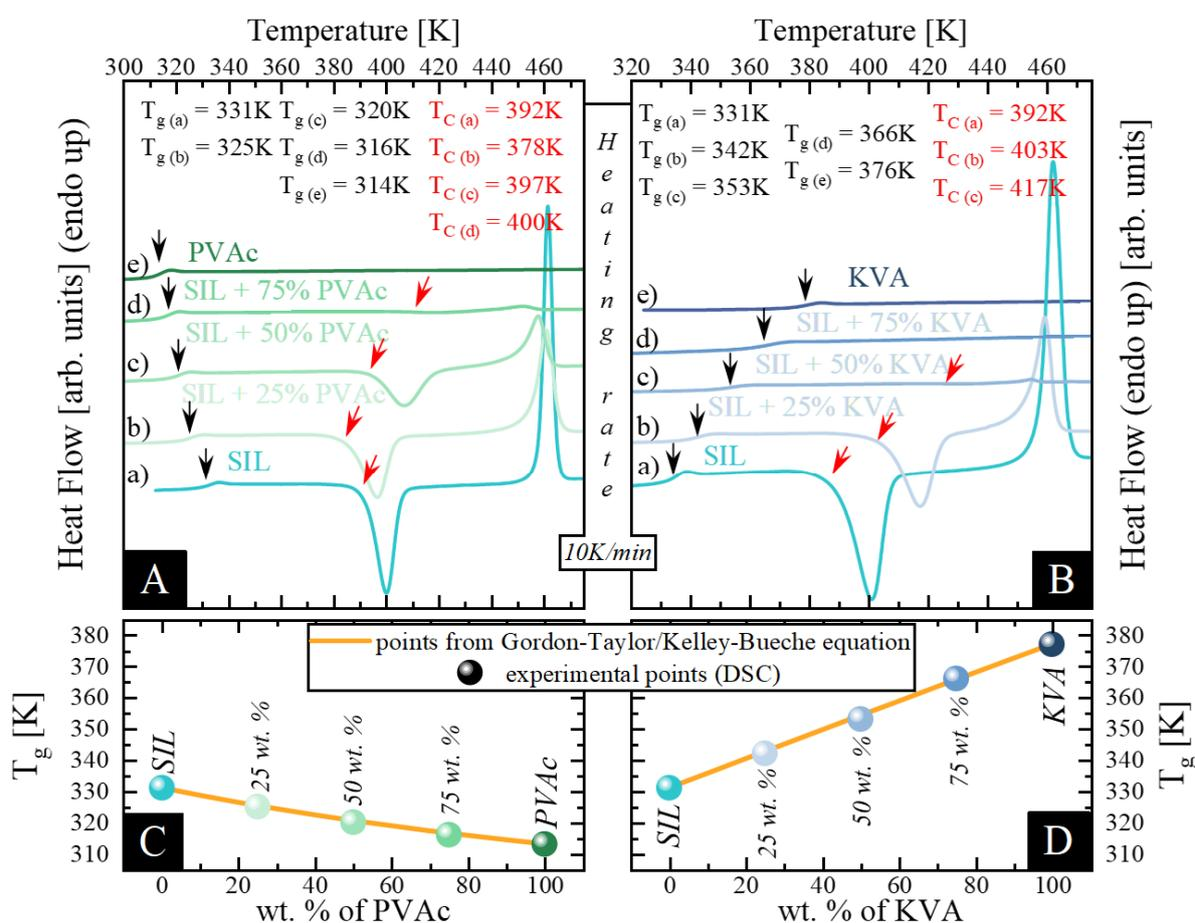 Temperature [K]
300 320 340 360 380 400 420 440 460
Heat Flow [arb. units] (endo up)
T g (a) = 331K T g (c) = 320K T C (a) = 392K
T g (b) = 325K T g (d) = 316K T C (b) = 378K
T g (e) = 314K T C (c) = 397K
T C (d) = 400K
e) PVAc
d) SIL + 75% PVAc
SIL + 50% PVAc
c)
SIL + 25% PVAc
b)
a) SIL
A
Heating rate
10K/min
Temperature [K]
320 340 360 380 400 420 440 460
T g (a) = 331K T C (a) = 392K
T g (d) = 366K
T g (b) = 342K T C (b) = 403K
T g (e) = 376K
T g (c) = 353K T C (c) = 417K
e) KVA
SIL + 75% KVA
d)
SIL + 50% KVA
c)
SIL + 25% KVA
b)
a) SIL
B
Heat Flow (endo up) [arb. units]
points from Gordon-Taylor/Kelley-Bueche equation
experimental points (DSC)
T g [K]
380
370
360
350
340
330
320
310
SIL
25 wt. %
50 wt. %
75 wt. %
PVAc
C
0 20 40 60 80 100
wt. % of PVAc
SIL
25 wt. %
50 wt. %
75 wt. %
KVA
D
380
370
360
350
340
330
320
310
T g [K]
0 20 40 60 80 100
wt. % of KVA